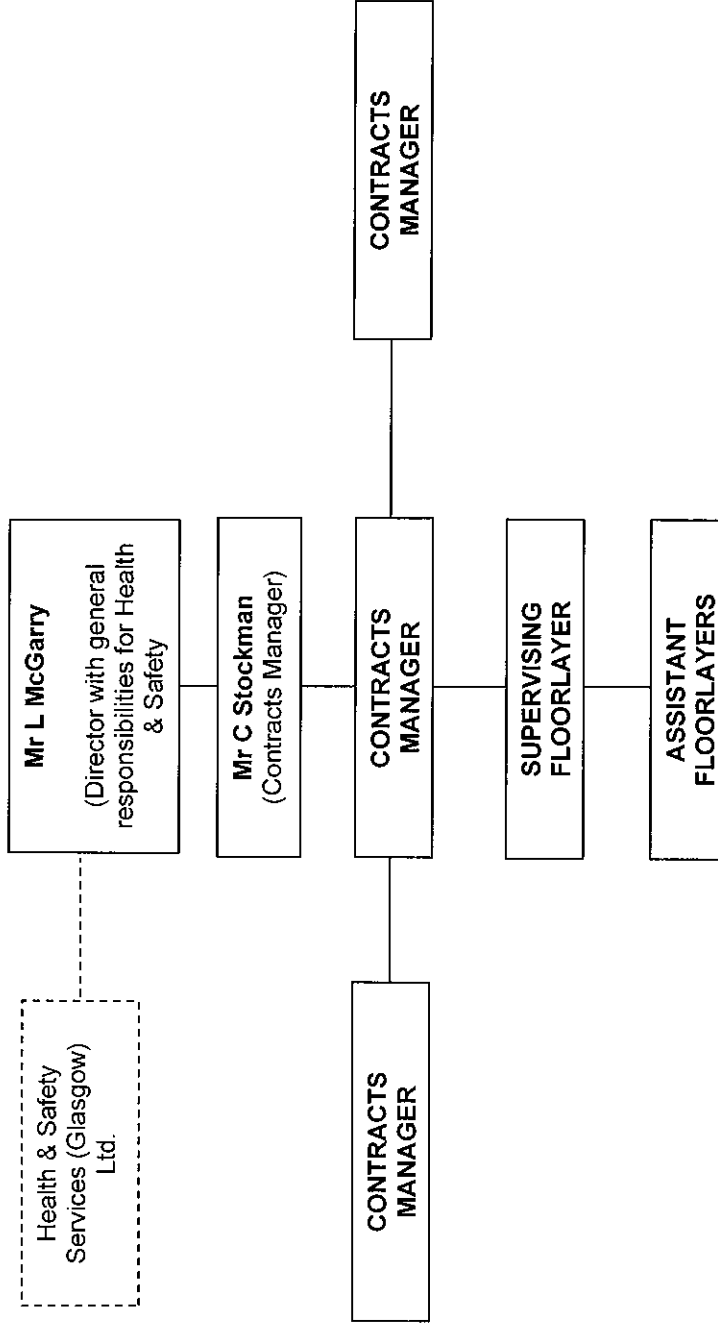 Health & Safety
Services (Glasgow)
Ltd.
Mr L McGarry
(Director with general
responsibilities for Health
& Safety
Mr C Stockman
(Contracts Manager)
CONTRACTS
MANAGER
CONTRACTS
MANAGER
CONTRACTS
MANAGER
SUPERVISING
FLOORLAYER
ASSISTANT
FLOORLAYERS